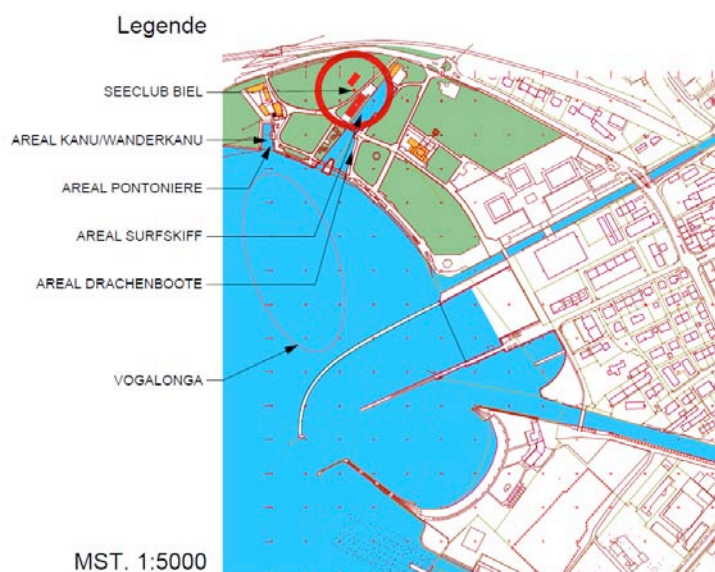 Legende
SEECLUB BIEL
AREAL KANU/WANDERKANU
AREAL PONTONIERE
AREAL SURFSKIFF
AREAL DRACHENBOOTE
VOGALONGA
MST. 1:5000